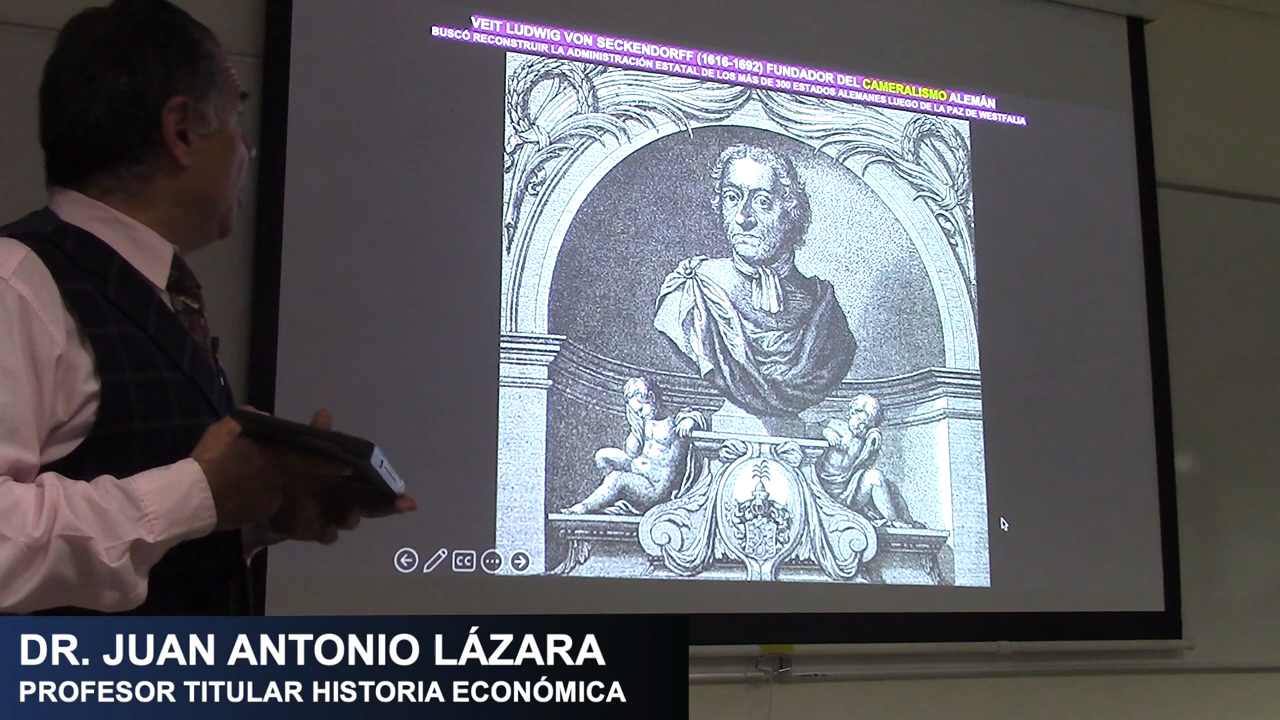 VEIT LUDWIG VON SECKENDORFF (1616-1692) FUNDADOR DEL CAMERALISMO ALEMÁN
BUSCÓ RECONSTRUIR LA ADMINISTRACIÓN ESTATAL DE LOS MÁS DE 300 ESTADOS ALEMANES LUEGO DE LA PAZ DE WESTFALIA
CC
DR. JUAN ANTONIO LÁZARA
PROFESOR TITULAR HISTORIA ECONÓMICA